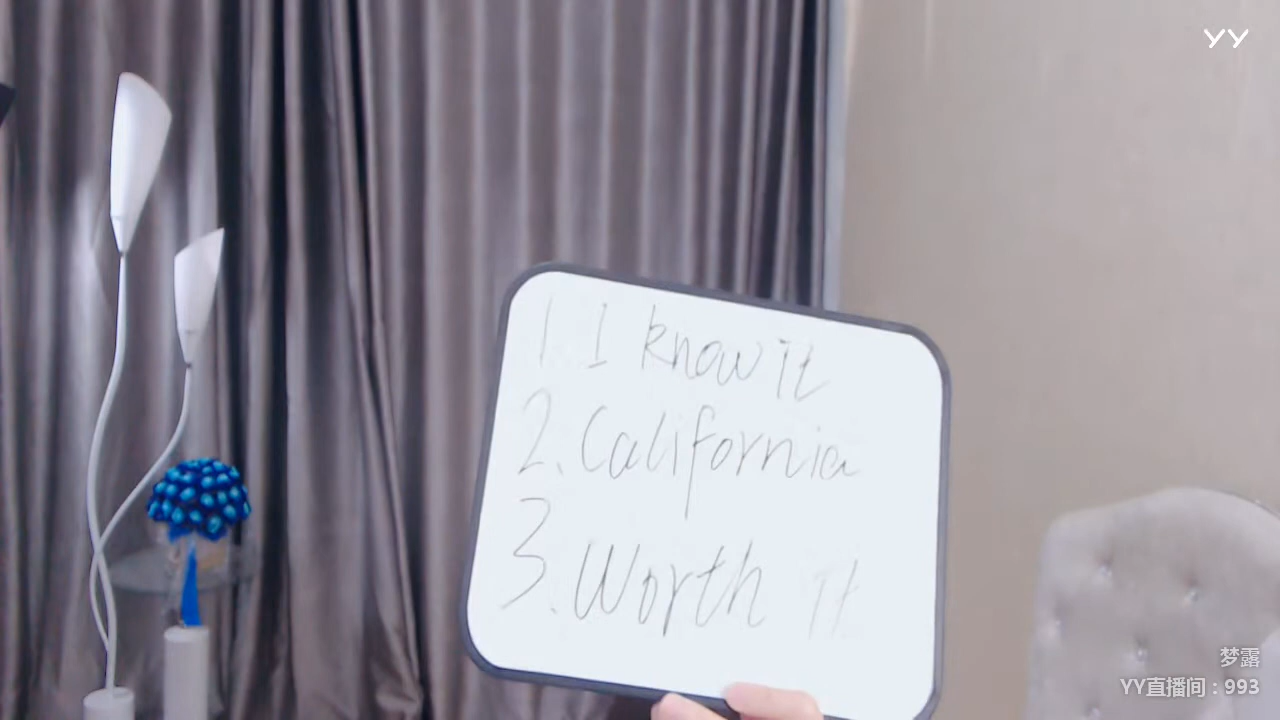 YY
1. I know it
2. California
3. Worth it
梦露
YY直播间：993